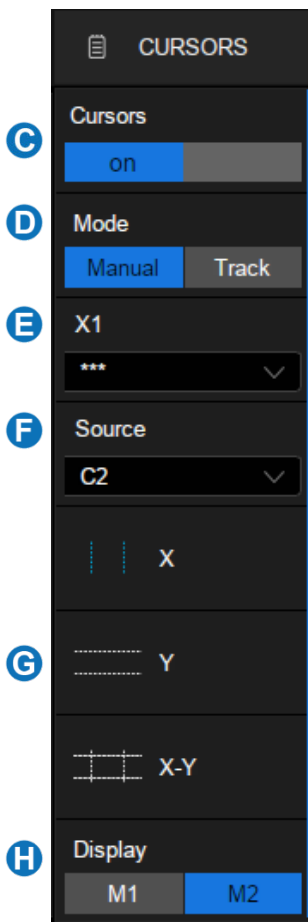 CURSORS
C
Cursors
on
D
Mode
Manual Track
E
X1
***
F
Source
C2
X
G
Y
X-Y
H
Display
M1 M2